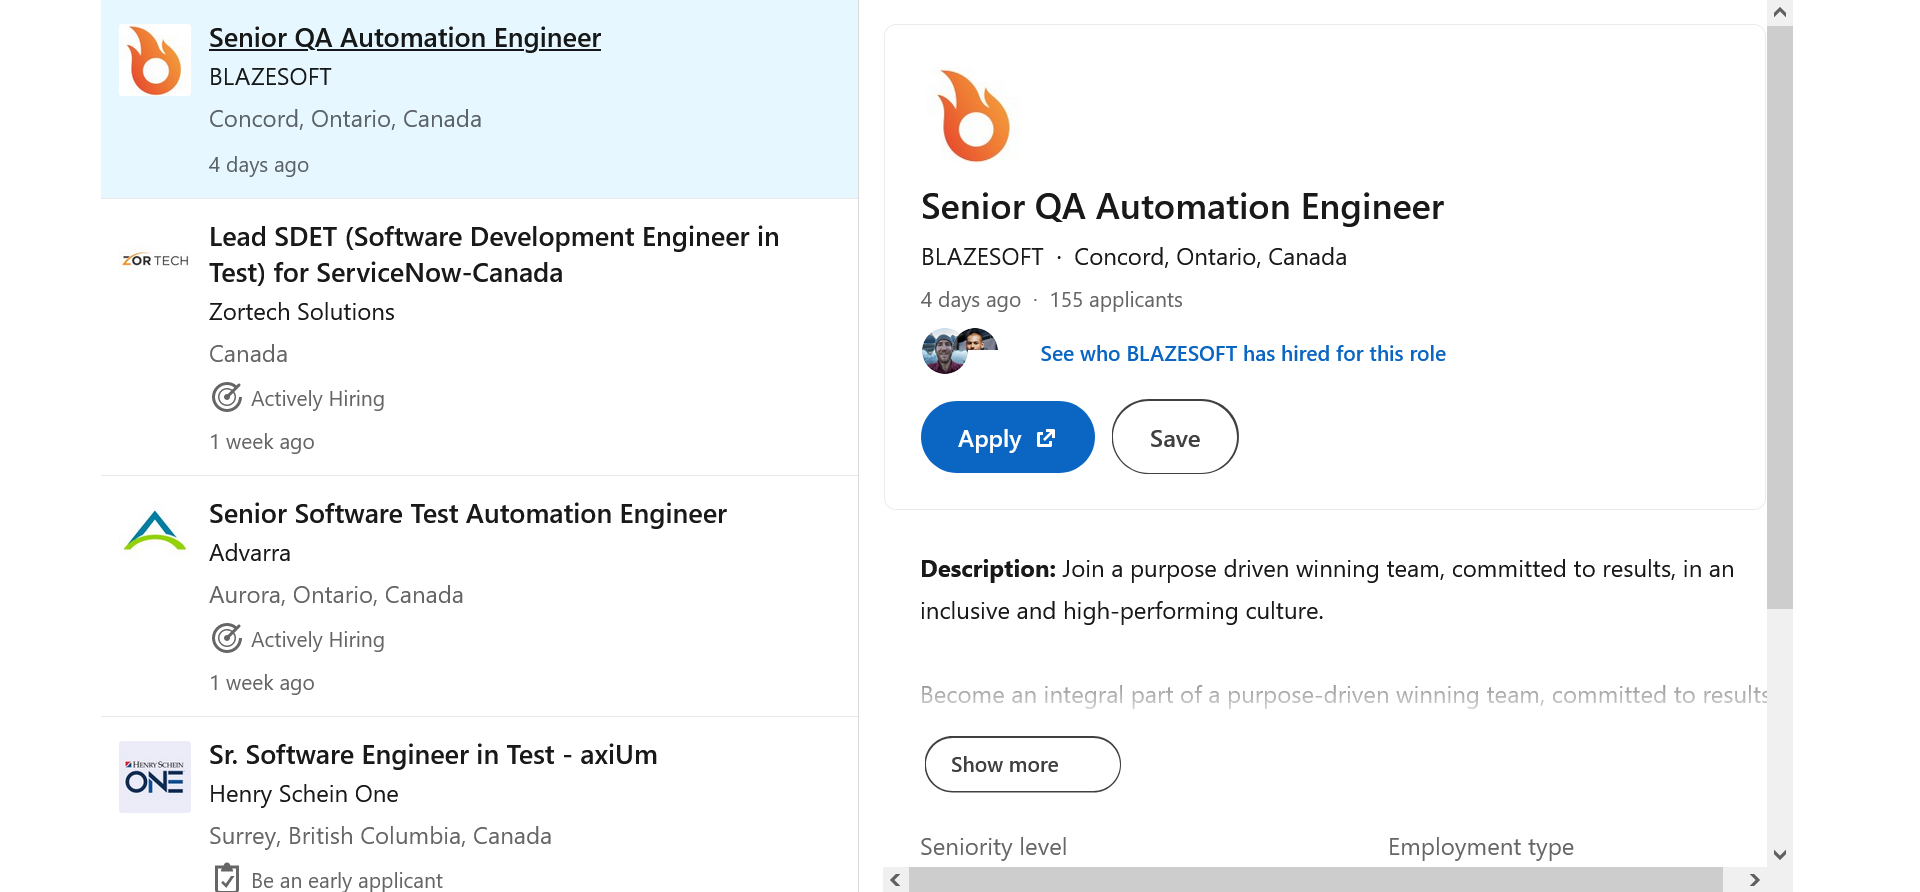 Senior QA Automation Engineer
BLAZESOFT
Concord, Ontario, Canada
4 days ago
ZOR TECH
Lead SDET (Software Development Engineer in
Test) for ServiceNow-Canada
Zortech Solutions
Canada
Actively Hiring
1 week ago
Senior Software Test Automation Engineer
Advarra
Aurora, Ontario, Canada
Actively Hiring
1 week ago
HENRY SCHEIN
ONE
Sr. Software Engineer in Test - axiUm
Henry Schein One
Surrey, British Columbia, Canada
Be an early applicant
Senior QA Automation Engineer
BLAZESOFT · Concord, Ontario, Canada
4 days ago · 155 applicants
See who BLAZESOFT has hired for this role
Apply
Save
Description: Join a purpose driven winning team, committed to results, in an
inclusive and high-performing culture.
Become an integral part of a purpose-driven winning team, committed to results
Show more
Seniority level
Employment type